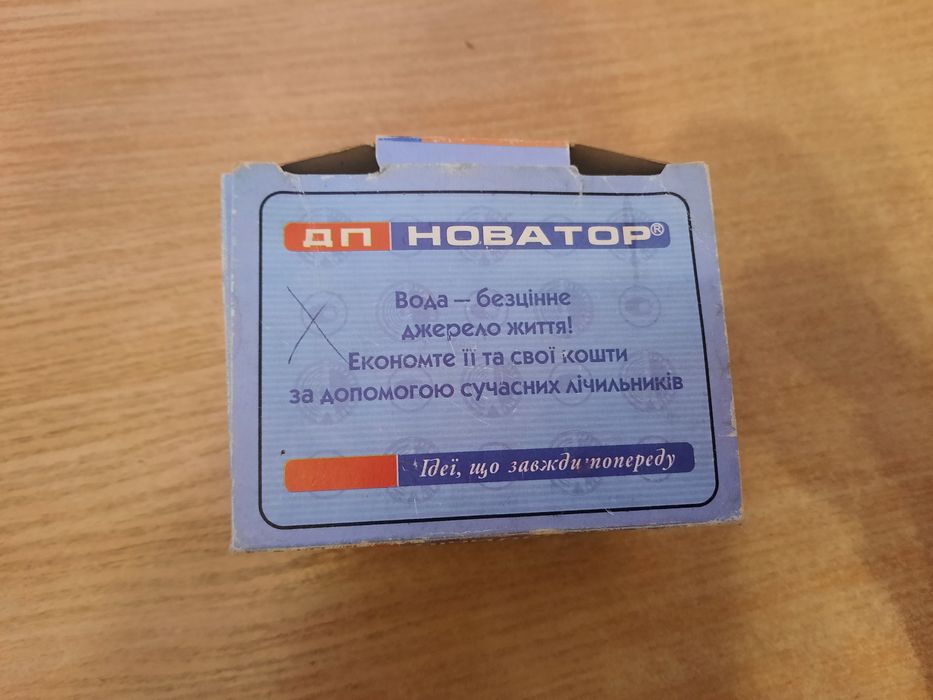 ДП НОВАТОР®
Вода – безцінне
джерело життя!
Економте її та свої кошти
за допомогою сучасних лічильників
Ідеї, що завжди попереду